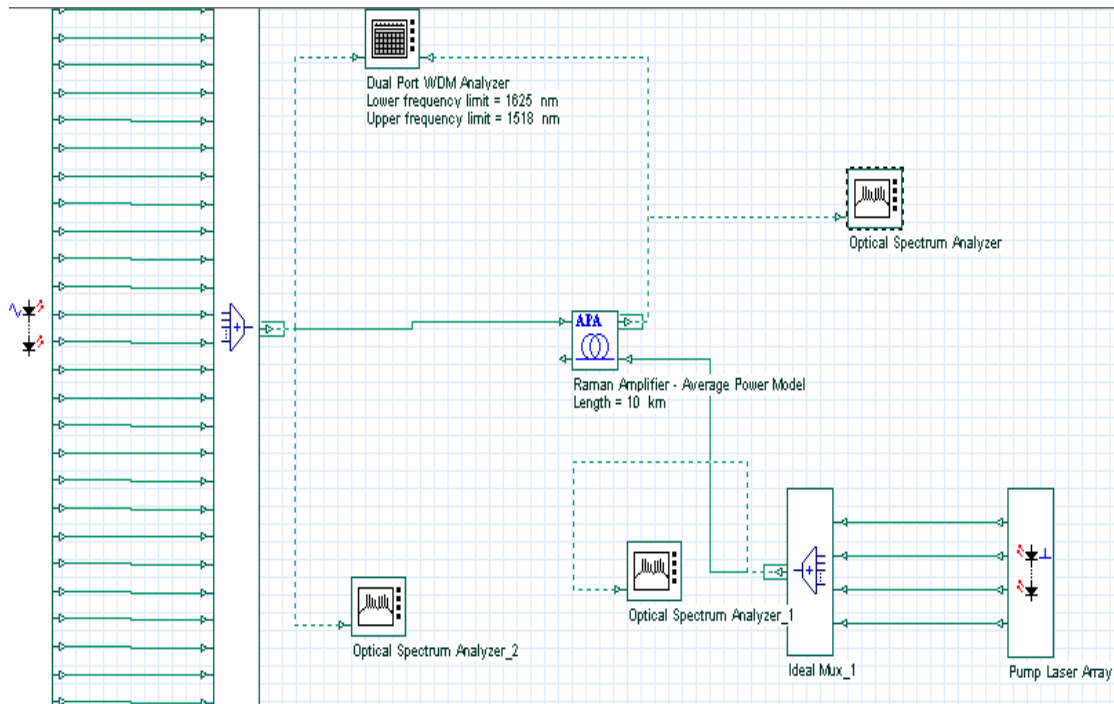 Dual Port WDM Analyzer
Lower frequency limit = 1625 nm
Upper frequency limit = 1518 nm
Optical Spectrum Analyzer
APA
Raman Amplifier - Average Power Model
Length = 10 km
Optical Spectrum Analyzer_1
Optical Spectrum Analyzer_2
Ideal Mux_1
Pump Laser Array